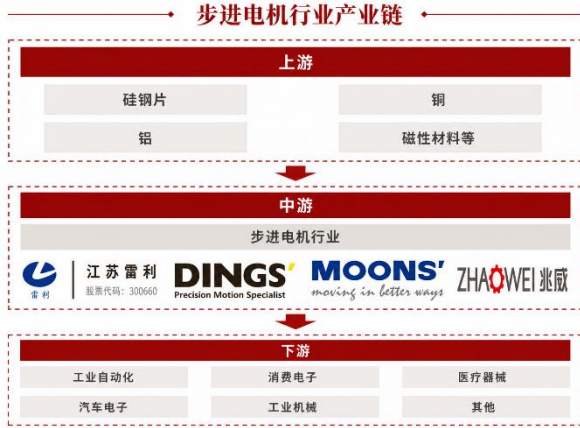 步进电机行业产业链
上游
硅钢片 铜
铝 磁性材料等
中游
步进电机行业
雷利
江苏雷利
股票代码：300660
DINGS'
Precision Motion Specialist
MOONS'
moving in better ways
ZHAOWEI 兆威
下游
工业自动化 消费电子 医疗器械
汽车电子 工业机械 其他